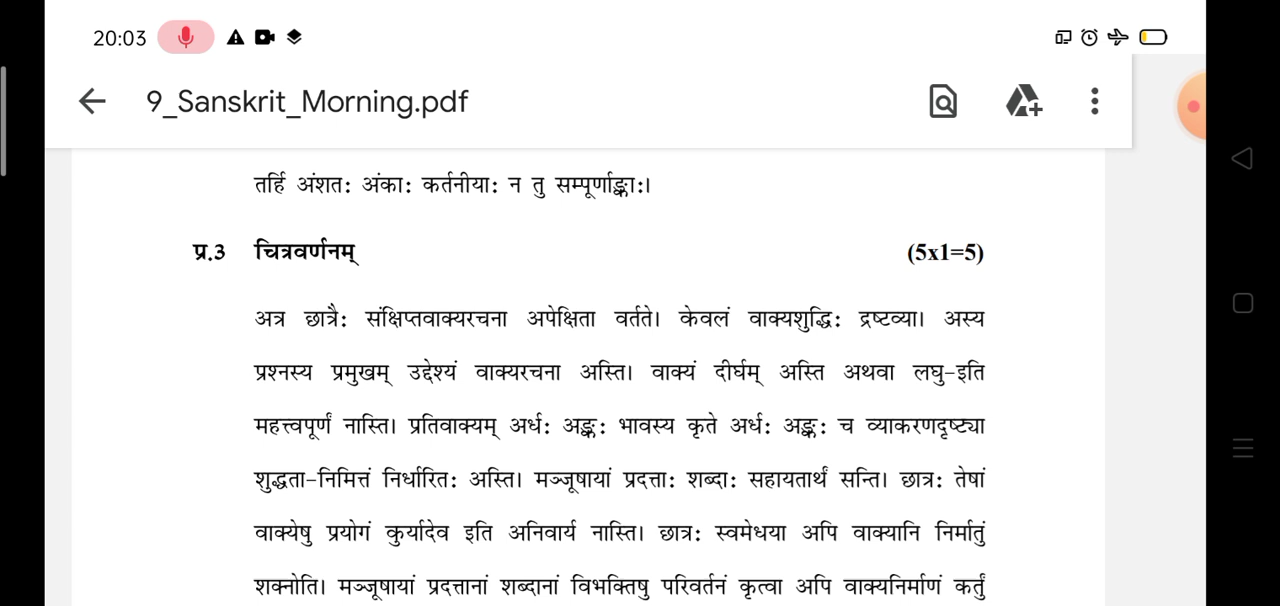 20:03
9_Sanskrit_Morning.pdf
तर्हि अंशत: अंका: कर्तनीया: न तु सम्पूर्णाङ्का:।
प्र.3 चित्रवर्णनम् (5x1=5)
अत्र छात्रै: संक्षिप्तवाक्यरचना अपेक्षिता वर्तते। केवलं वाक्यशुद्धि: द्रष्टव्या। अस्य
प्रश्नस्य प्रमुखम् उद्देश्यं वाक्यरचना अस्ति। वाक्यं दीर्घम् अस्ति अथवा लघु-इति
महत्त्वपूर्णं नास्ति। प्रतिवाक्यम् अर्ध: अङ्क: भावस्य कृते अर्ध: अङ्क: च व्याकरणदृष्ट्या
शुद्धता-निमित्तं निर्धारित: अस्ति। मञ्जूषायां प्रदत्ता: शब्दा: सहायतार्थं सन्ति। छात्र: तेषां
वाक्येषु प्रयोगं कुर्यादेव इति अनिवार्यं नास्ति। छात्र: स्वमेधया अपि वाक्यानि निर्मातुं
शक्नोति। मञ्जूषायां प्रदत्तानां शब्दानां विभक्तिषु परिवर्तनं कृत्वा अपि वाक्यनिर्माणं कर्तुं